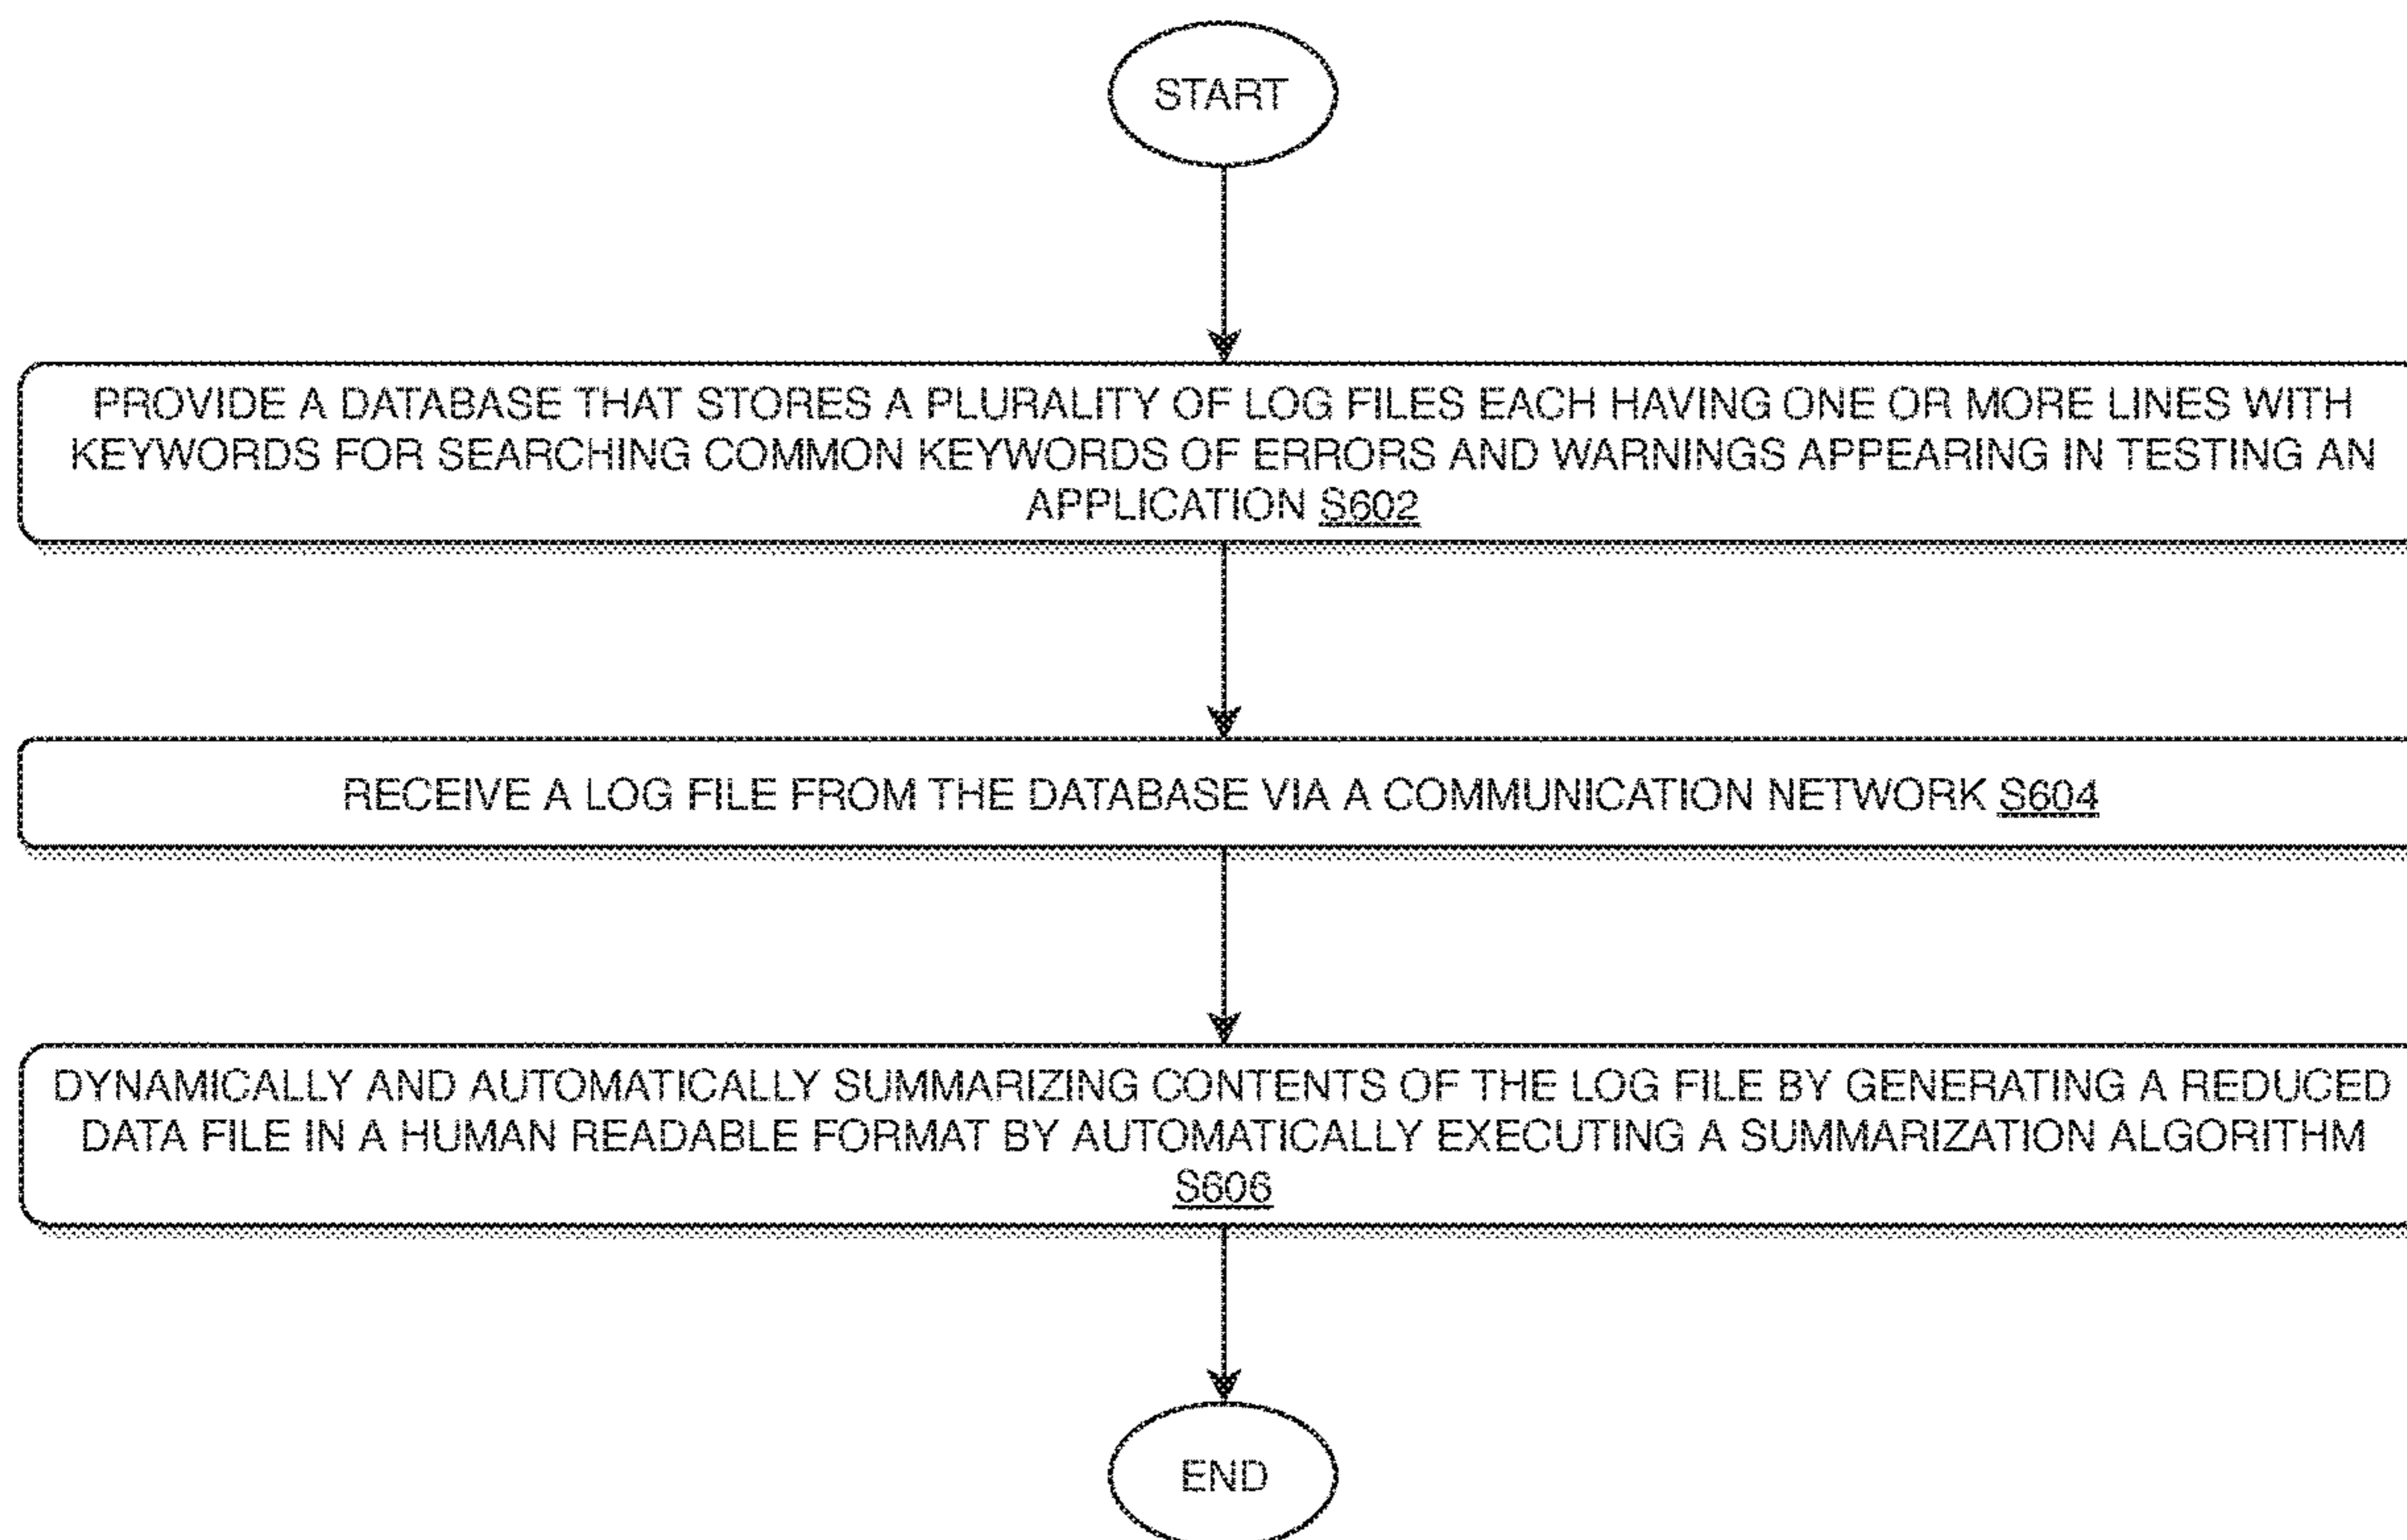 START
PROVIDE A DATABASE THAT STORES A PLURALITY OF LOG FILES EACH HAVING ONE OR MORE LINES WITH
KEYWORDS FOR SEARCHING COMMON KEYWORDS OF ERRORS AND WARNINGS APPEARING IN TESTING AN
APPLICATION S602
RECEIVE A LOG FILE FROM THE DATABASE VIA A COMMUNICATION NETWORK S604
DYNAMICALLY AND AUTOMATICALLY SUMMARIZING CONTENTS OF THE LOG FILE BY GENERATING A REDUCED
DATA FILE IN A HUMAN READABLE FORMAT BY AUTOMATICALLY EXECUTING A SUMMARIZATION ALGORITHM
S606
END